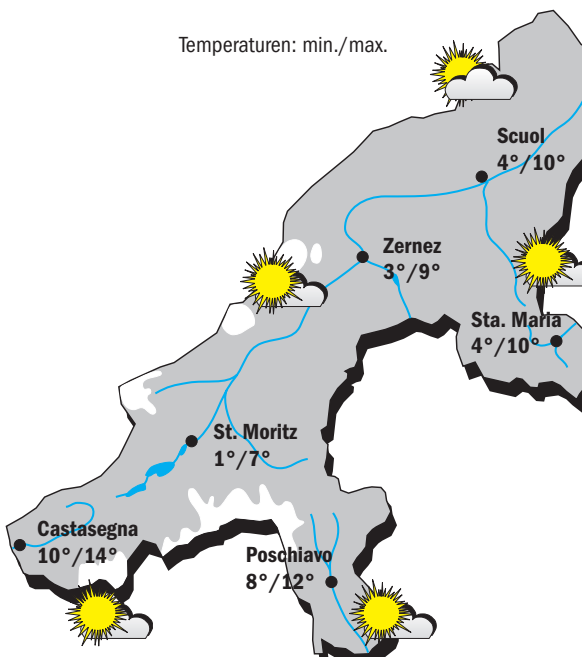 Temperaturen: min./max.
Scuol
4°/10°
Zernez
3°/9°
Sta. Maria
4°/10°
St. Moritz
1°/7°
Castasegna
10°/14°
Poschiavo
8°/12°